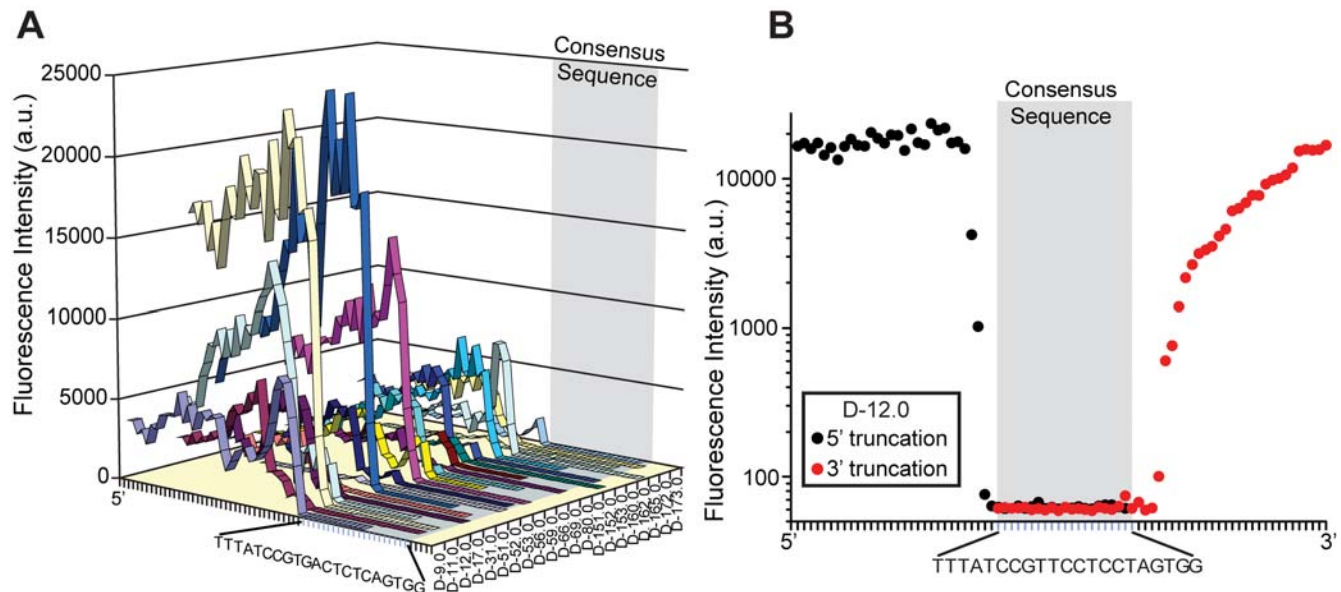 A
Consensus
Sequence
25000
20000
15000
10000
5000
0
Fluorescence Intensity (a.u.)
5'
TTTATCCGTGACTCTCAGTGG
D-9.0
D-11.0
D-12.0
D-17.0
D-31.0
D-51.0
D-52.0
D-53.0
D-56.0
D-59.0
D-66.0
D-69.0
D-80.0
D-151.0
D-152.0
D-153.0
D-160.0
D-162.0
D-165.0
D-173.0
B
Consensus
Sequence
10000
1000
100
Fluorescence Intensity (a.u.)
D-12.0
5' truncation
3' truncation
5'
3'
TTTATCCGTTCCTCCTAGTGG